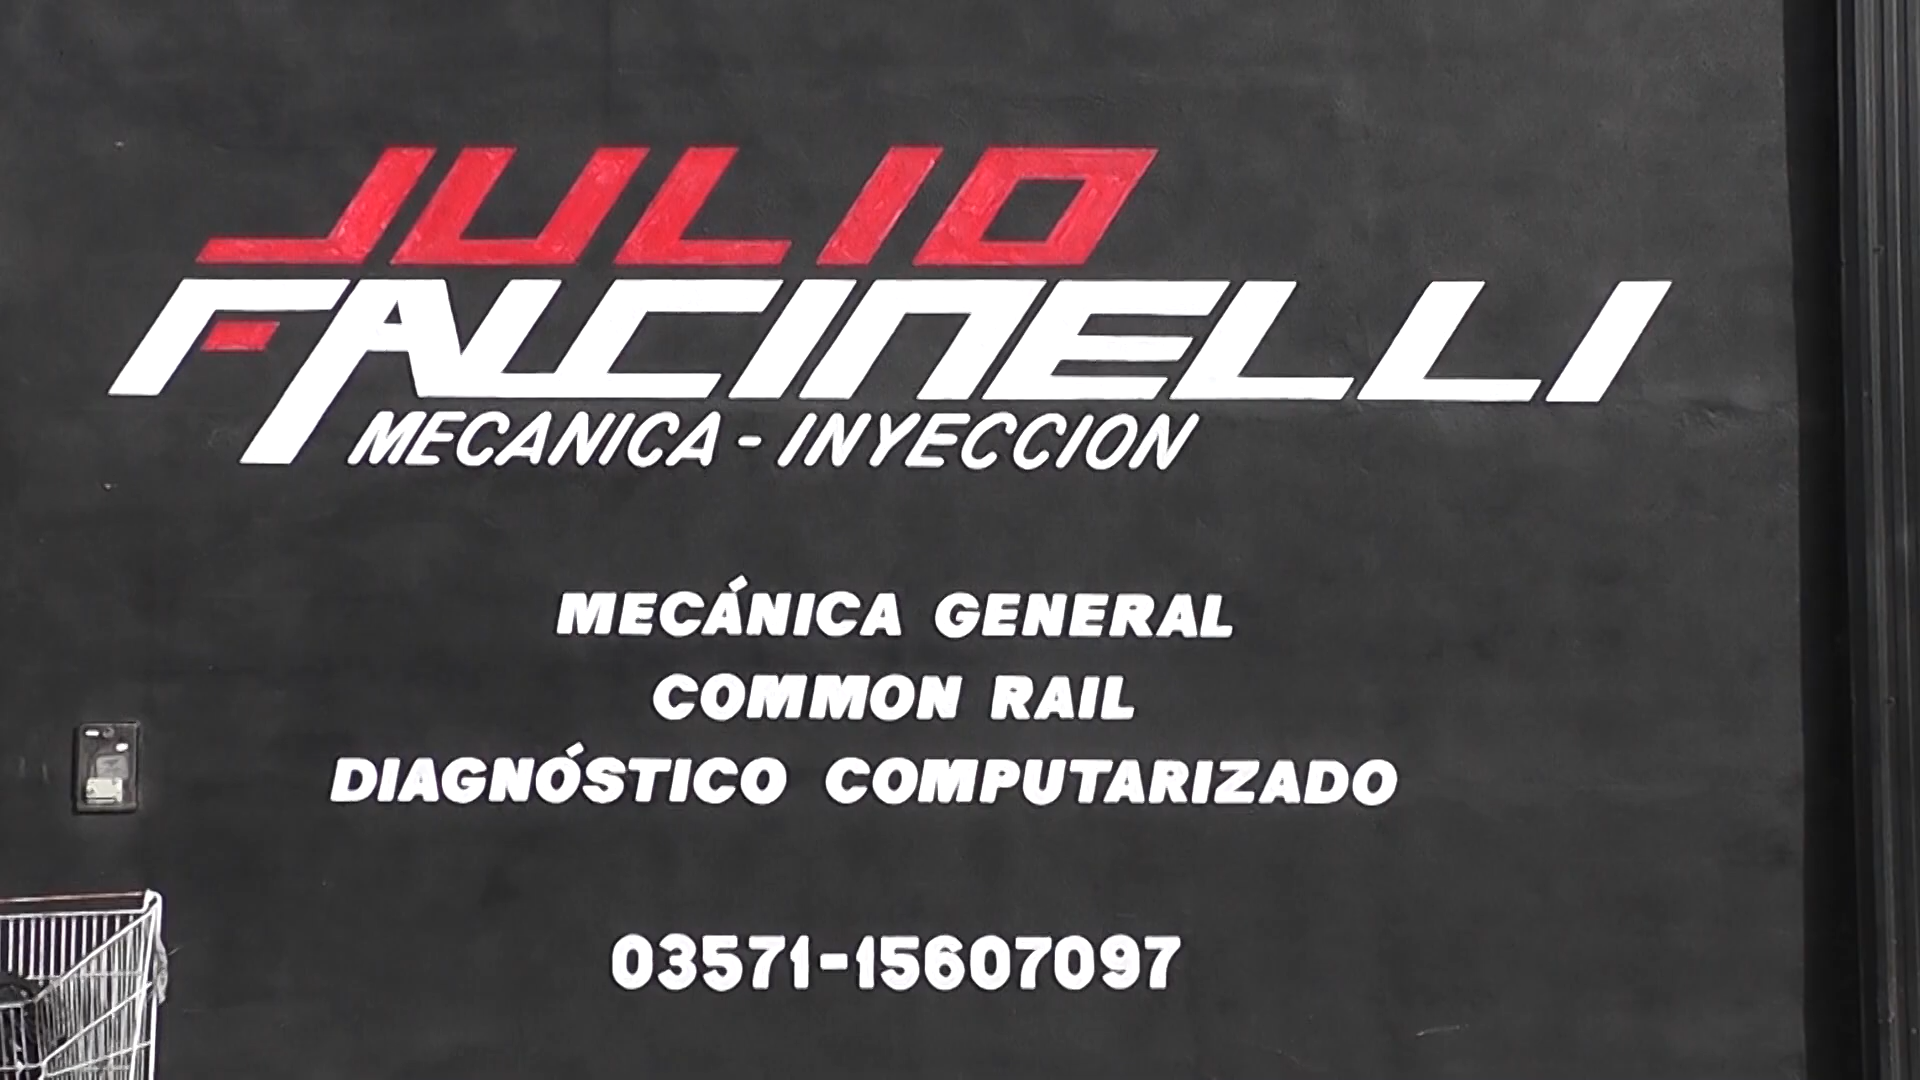 JULIO
FALCINELLI
MECANICA - INYECCION
MECÁNICA GENERAL
COMMON RAIL
DIAGNÓSTICO COMPUTARIZADO
03571-15607097